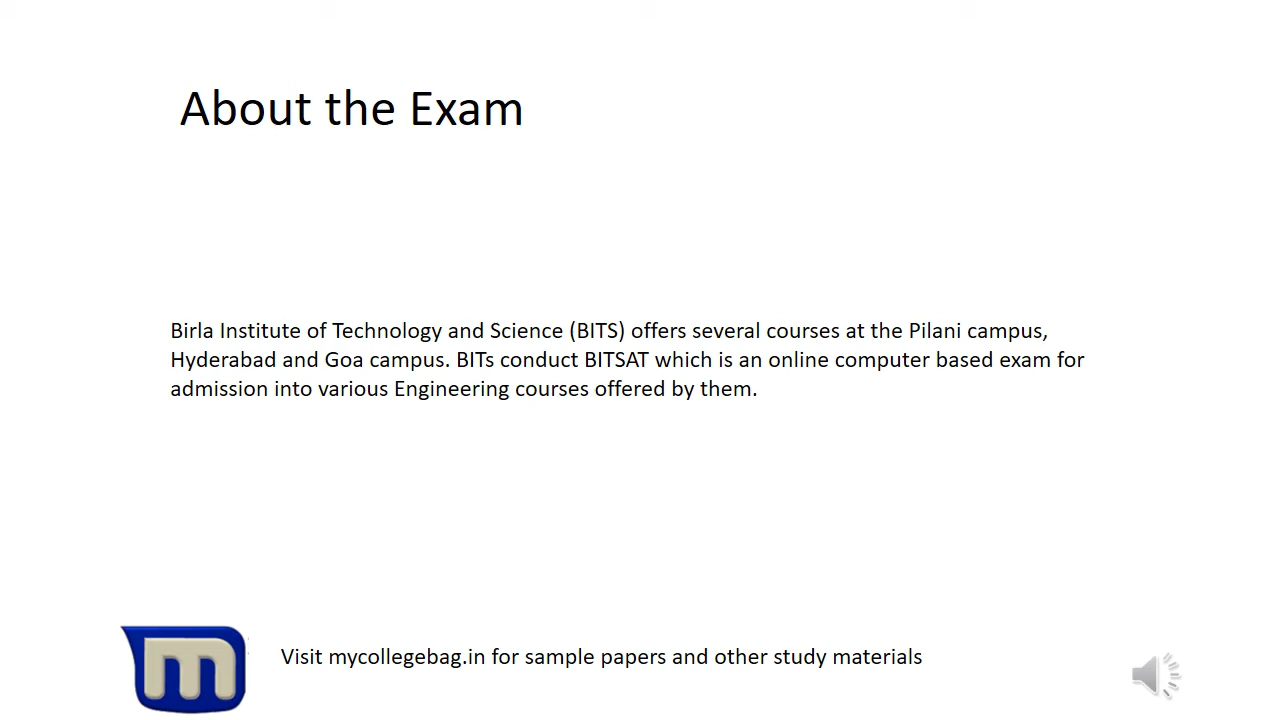 About the Exam
Birla Institute of Technology and Science (BITS) offers several courses at the Pilani campus,
Hyderabad and Goa campus. BITs conduct BITSAT which is an online computer based exam for
admission into various Engineering courses offered by them.
m
Visit mycollegebag.in for sample papers and other study materials